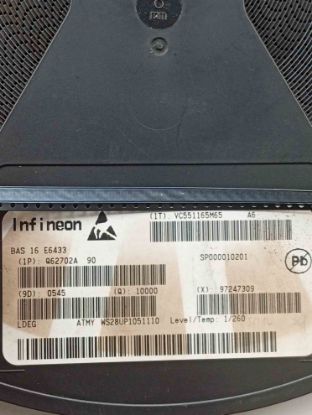 Infineon
(1T): VC551165M65 A6
BAS 16 E6433
(1P): Q62702A 90
SP000010201
Pb
(9D): 0545 (Q): 10000 (X): 97247309
LDEG ATMY WS28UP1051110 Level/Temp: 1/260